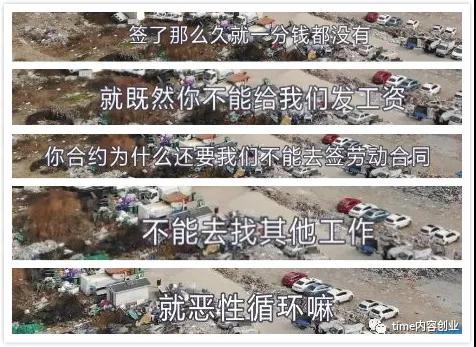 签了那么久就一分钱都没有
就既然你不能给我们发工资
你合约为什么还要我们不能去签劳动合同
不能去找其他工作
就恶性循环嘛
time内容创业